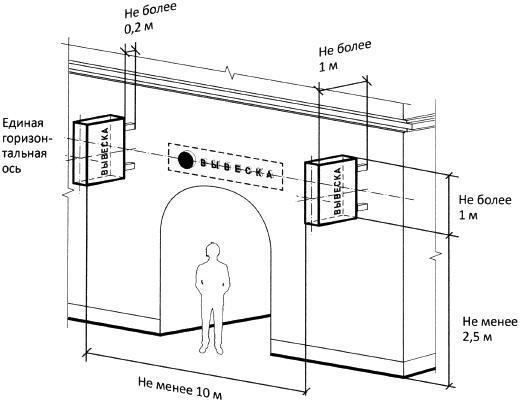 Не более
0,2 м
Не более
1 м
Единая
горизон-
тальная
ось
ВЫВЕСКА
ВЫВЕСКА
ВЫВЕСКА
Не более
1 м
Не менее
2,5 м
Не менее 10 м